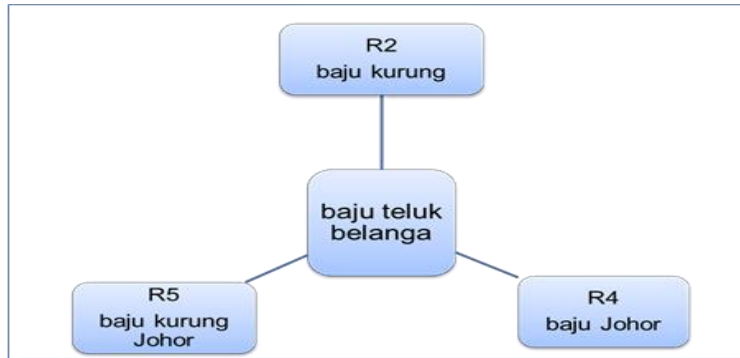 R2
baju kurung
baju teluk
belanga
R5
baju kurung
Johor
R4
baju Johor